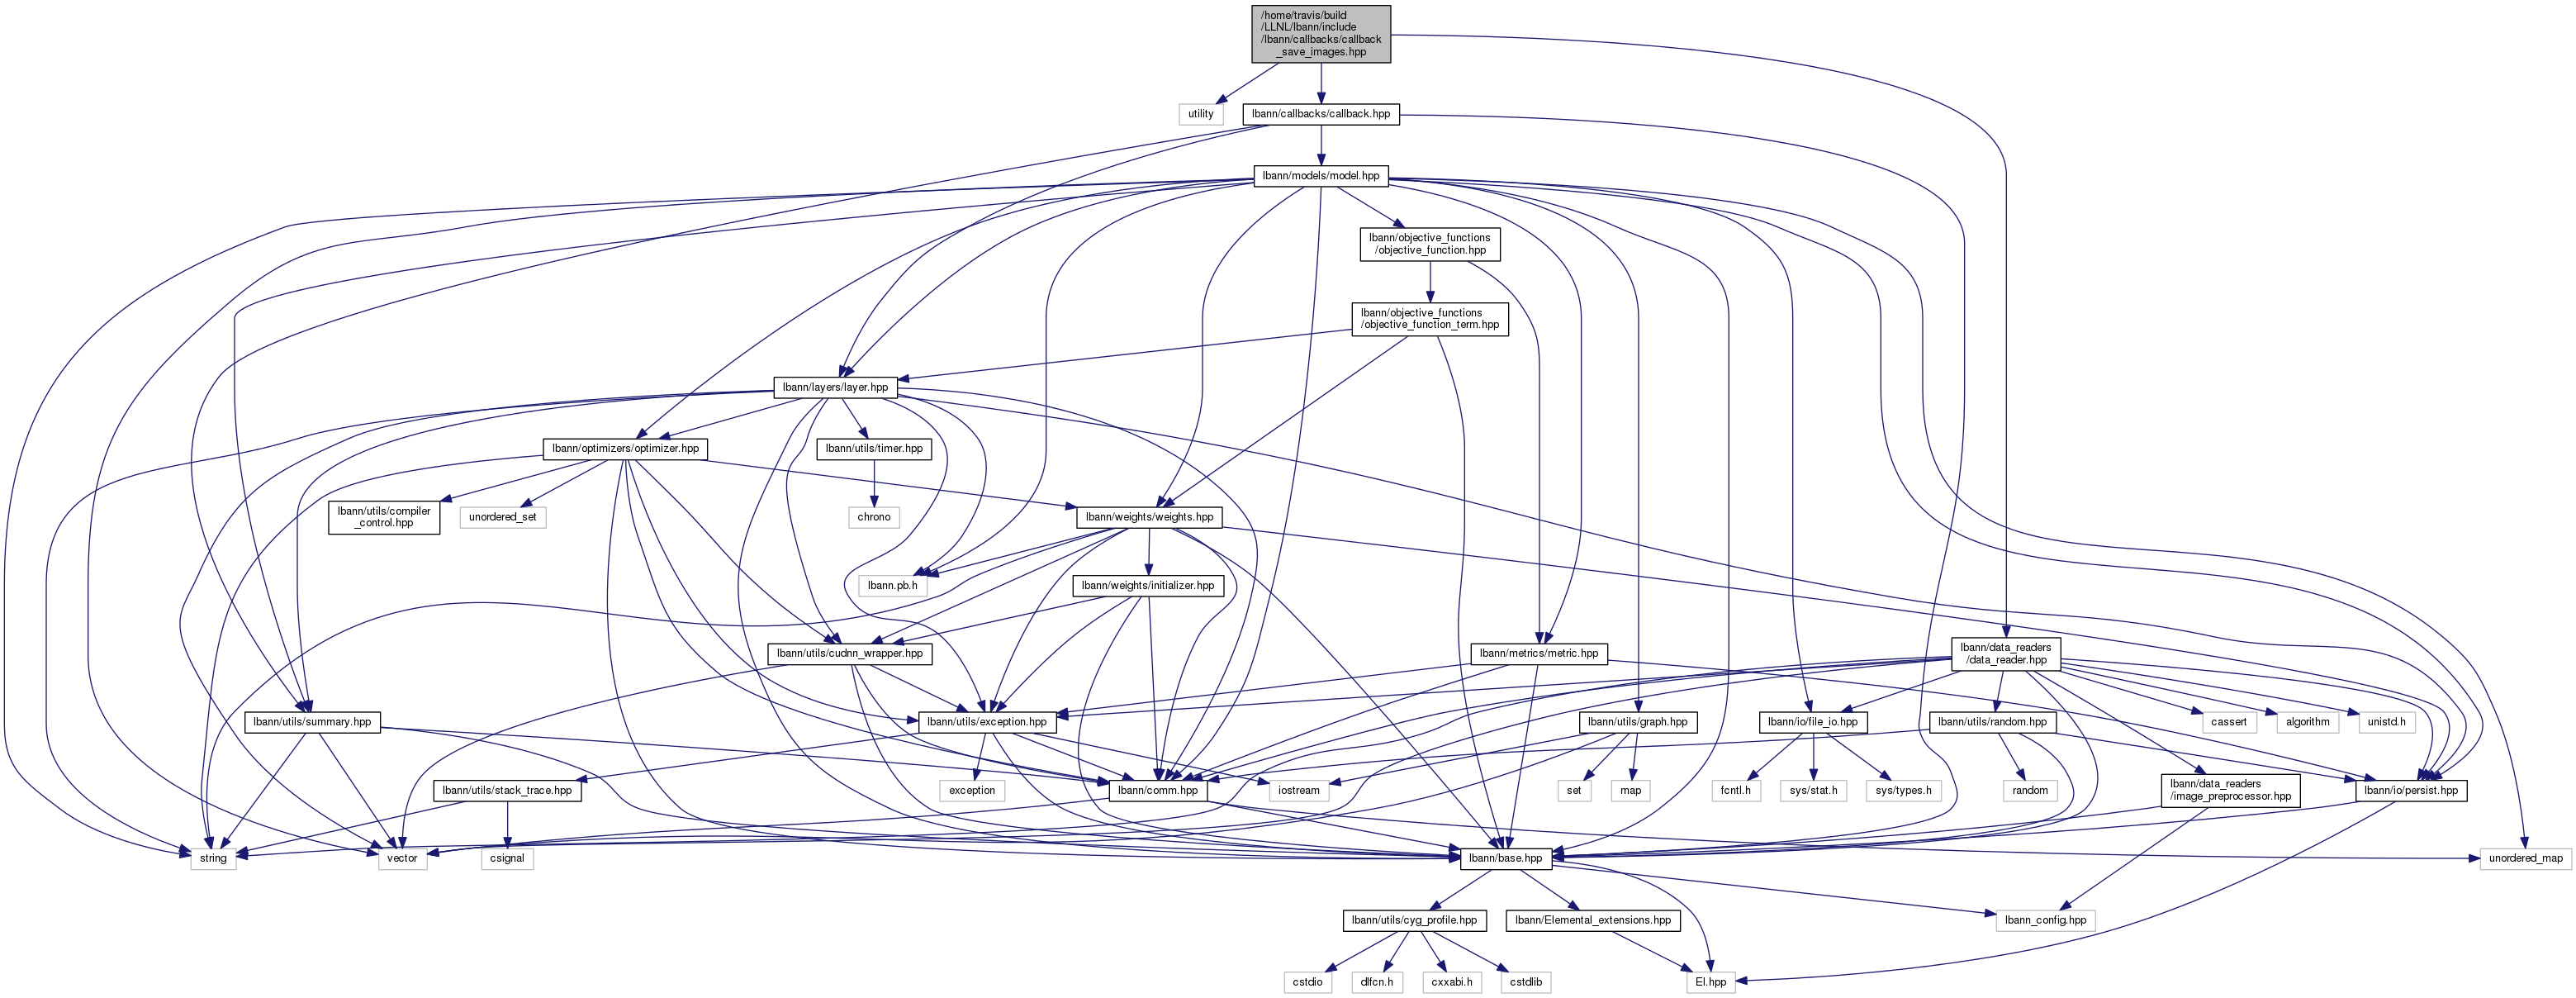 /home/travis/build
/LLNL/lbann/include
/lbann/callbacks/callback
_save_images.hpp
utility
lbann/callbacks/callback.hpp
lbann/models/model.hpp
lbann/objective_functions
/objective_function.hpp
lbann/objective_functions
/objective_function_term.hpp
lbann/layers/layer.hpp
lbann/optimizers/optimizer.hpp
lbann/utils/timer.hpp
lbann/utils/compiler
_control.hpp
unordered_set
chrono
lbann/weights/weights.hpp
lbann.pb.h
lbann/weights/initializer.hpp
lbann/utils/cudnn_wrapper.hpp
lbann/metrics/metric.hpp
lbann/data_readers
/data_reader.hpp
lbann/utils/summary.hpp
lbann/utils/exception.hpp
lbann/utils/graph.hpp
lbann/io/file_io.hpp
lbann/utils/random.hpp
cassert
algorithm
unistd.h
lbann/utils/stack_trace.hpp
exception
lbann/comm.hpp
iostream
set
map
fcntl.h
sys/stat.h
sys/types.h
random
lbann/data_readers
/image_preprocessor.hpp
lbann/io/persist.hpp
string
vector
csignal
lbann/base.hpp
unordered_map
lbann/utils/cyg_profile.hpp
lbann/Elemental_extensions.hpp
lbann_config.hpp
cstdio
dlfcn.h
cxxabi.h
cstdlib
El.hpp